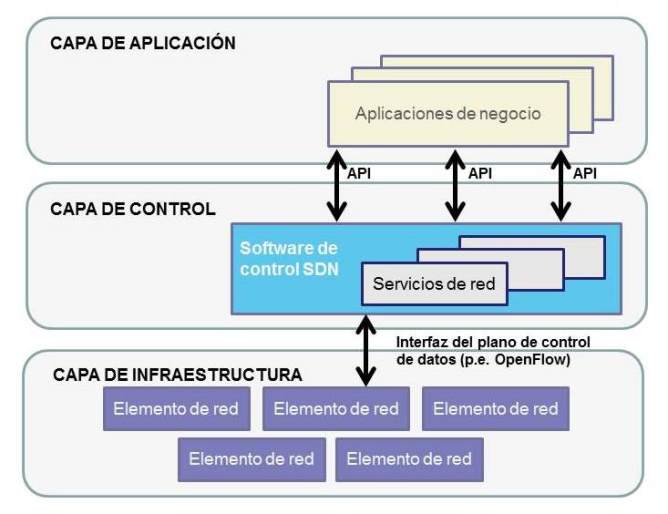 CAPA DE APLICACIÓN
Aplicaciones de negocio
API
API
API
CAPA DE CONTROL
Software de
control SDN
Servicios de red
Interfaz del plano de control
de datos (p.e. OpenFlow)
CAPA DE INFRAESTRUCTURA
Elemento de red
Elemento de red
Elemento de red
Elemento de red
Elemento de red